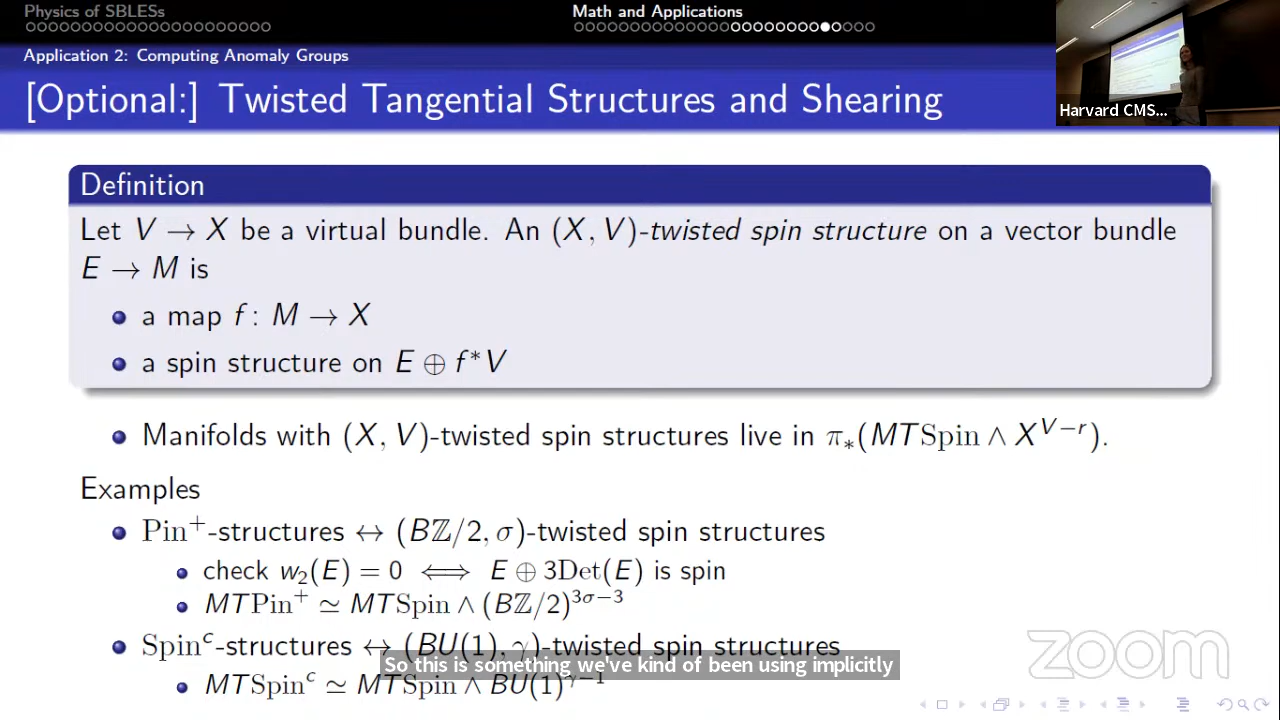 Physics of SBLESs
Math and Applications
Application 2: Computing Anomaly Groups
[Optional:] Twisted Tangential Structures and Shearing
Harvard CMS...
Definition
Let V → X be a virtual bundle. An (X, V)-twisted spin structure on a vector bundle
E → M is
a map f : M → X
a spin structure on E ⊕ f*V
Manifolds with (X, V)-twisted spin structures live in π∗(MTSpin ∧ X^{V−r}).
Examples
Pin⁺-structures ↔ (Bℤ/2, σ)-twisted spin structures
check w₂(E) = 0 ⟺ E ⊕ 3Det(E) is spin
MTPin⁺ ≃ MTSpin ∧ (Bℤ/2)^{3σ−3}
Spinᶜ-structures ↔ (BU(1), γ)-twisted spin structures
So this is something we've kind of been using implicitly
MTSpinᶜ ≃ MTSpin ∧ BU(1)^{γ−1}
zoom